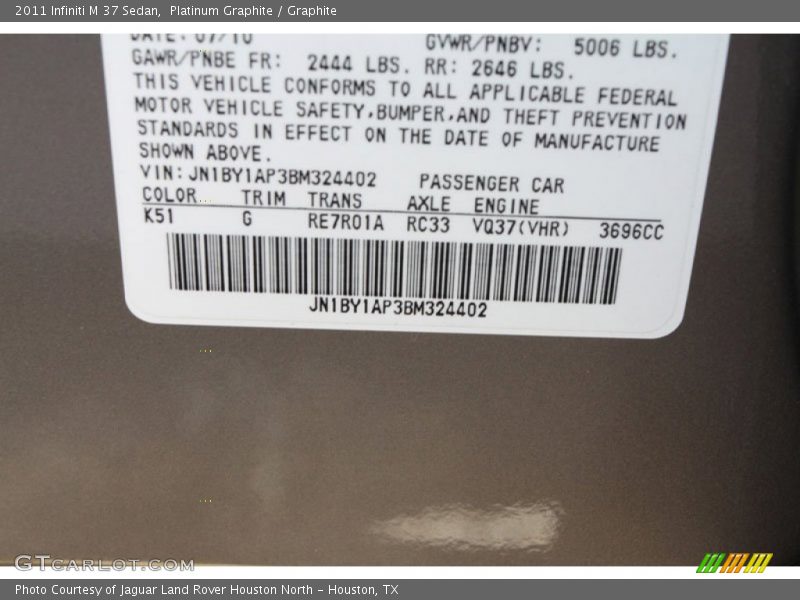 2011 Infiniti M 37 Sedan,  Platinum Graphite / Graphite
DATE: 07/10 GVWR/PNBV: 5006 LBS.
GAWR/PNBE FR: 2444 LBS. RR: 2646 LBS.
THIS VEHICLE CONFORMS TO ALL APPLICABLE FEDERAL
MOTOR VEHICLE SAFETY,BUMPER,AND THEFT PREVENTION
STANDARDS IN EFFECT ON THE DATE OF MANUFACTURE
SHOWN ABOVE.
VIN: JN1BY1AP3BM324402 PASSENGER CAR
COLOR TRIM TRANS AXLE ENGINE
K51 G RE7R01A RC33 VQ37(VHR) 3696CC
JN1BY1AP3BM324402
GTCARLOT.COM
Photo Courtesy of Jaguar Land Rover Houston North – Houston, TX